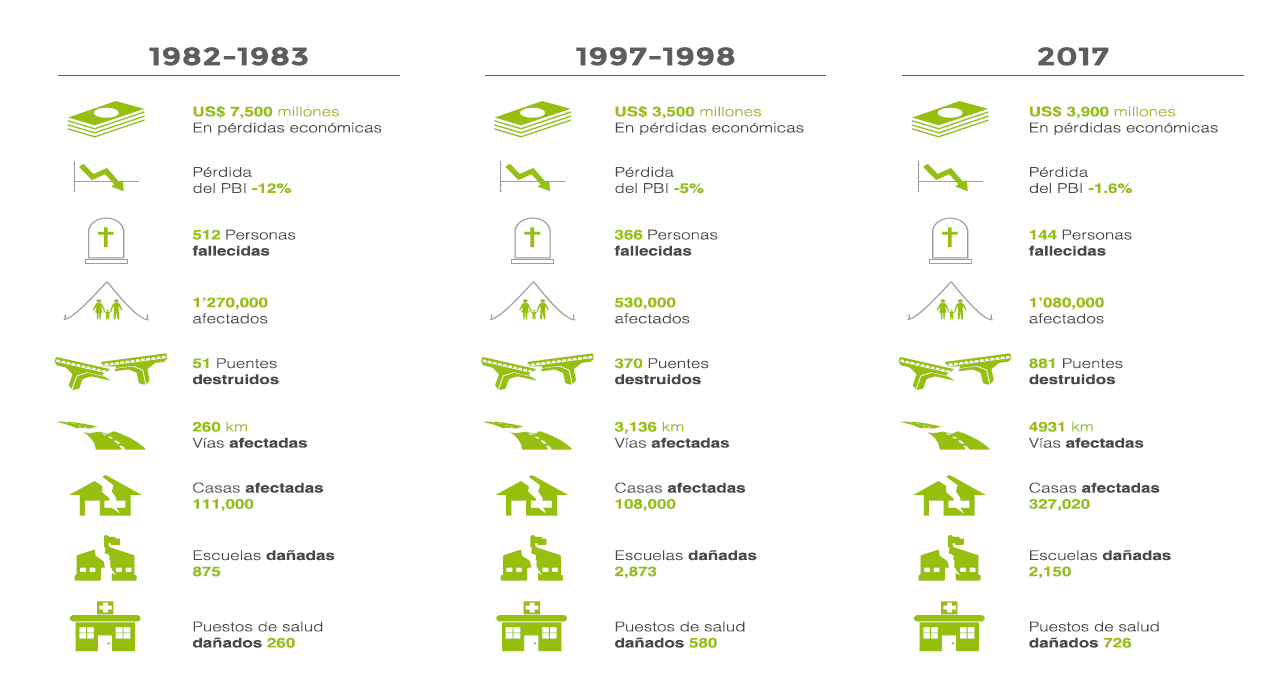 1982–1983
US$ 7,500 millones
En pérdidas económicas
Pérdida
del PBI -12%
512 Personas
fallecidas
1'270,000
afectados
51 Puentes
destruidos
260 km
Vías afectadas
Casas afectadas
111,000
Escuelas dañadas
875
Puestos de salud
dañados 260
1997–1998
US$ 3,500 millones
En pérdidas económicas
Pérdida
del PBI -5%
366 Personas
fallecidas
530,000
afectados
370 Puentes
destruidos
3,136 km
Vías afectadas
Casas afectadas
108,000
Escuelas dañadas
2,873
Puestos de salud
dañados 580
2017
US$ 3,900 millones
En pérdidas económicas
Pérdida
del PBI -1.6%
144 Personas
fallecidas
1'080,000
afectados
881 Puentes
destruidos
4931 km
Vías afectadas
Casas afectadas
327,020
Escuelas dañadas
2,150
Puestos de salud
dañados 726